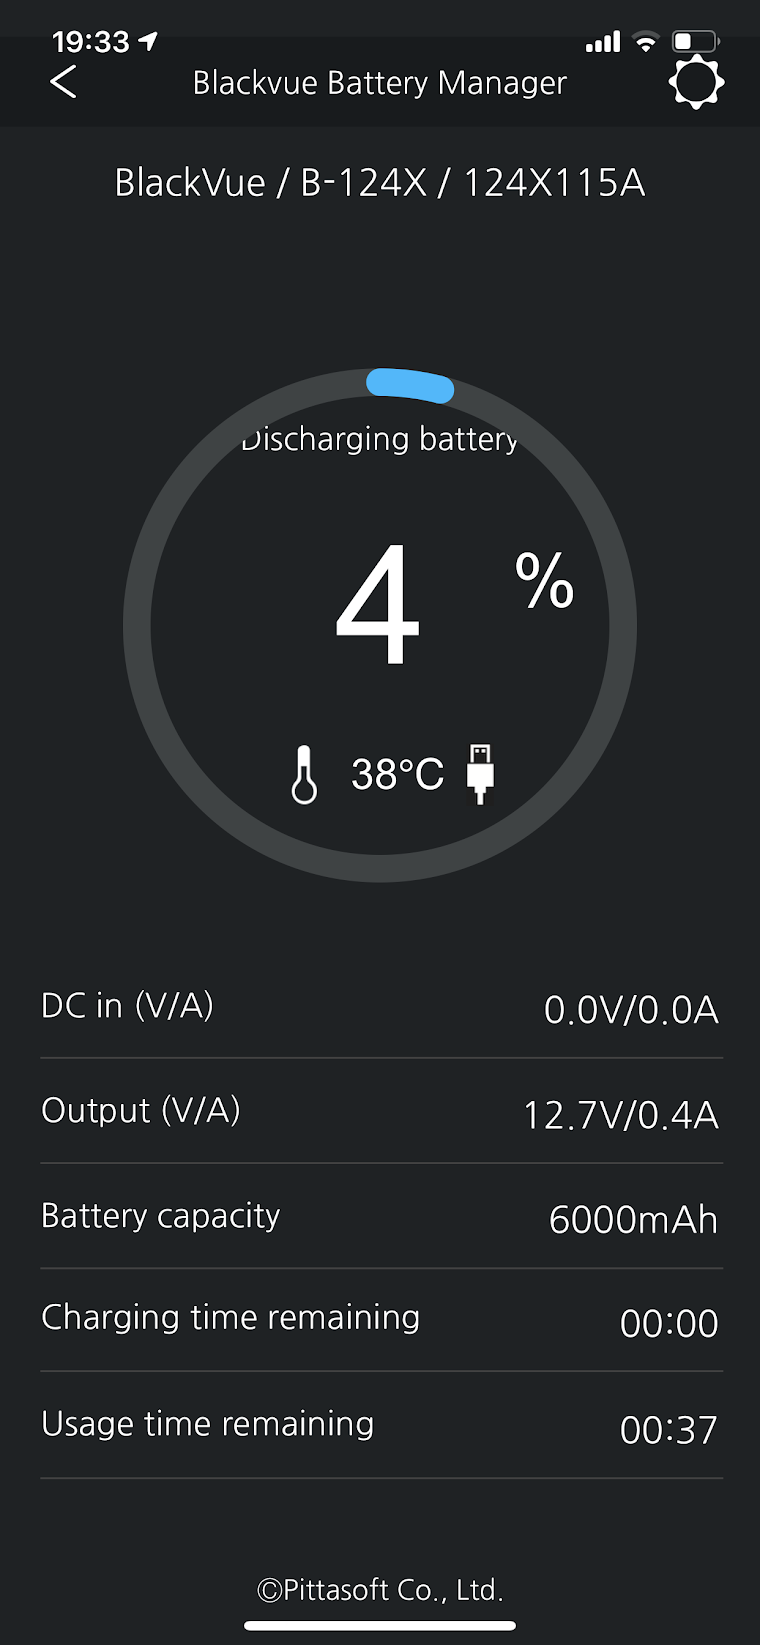 19:33
Blackvue Battery Manager
BlackVue / B-124X / 124X115A
Discharging battery
4 %
38°C
DC in (V/A) 0.0V/0.0A
Output (V/A) 12.7V/0.4A
Battery capacity 6000mAh
Charging time remaining 00:00
Usage time remaining 00:37
©Pittasoft Co., Ltd.